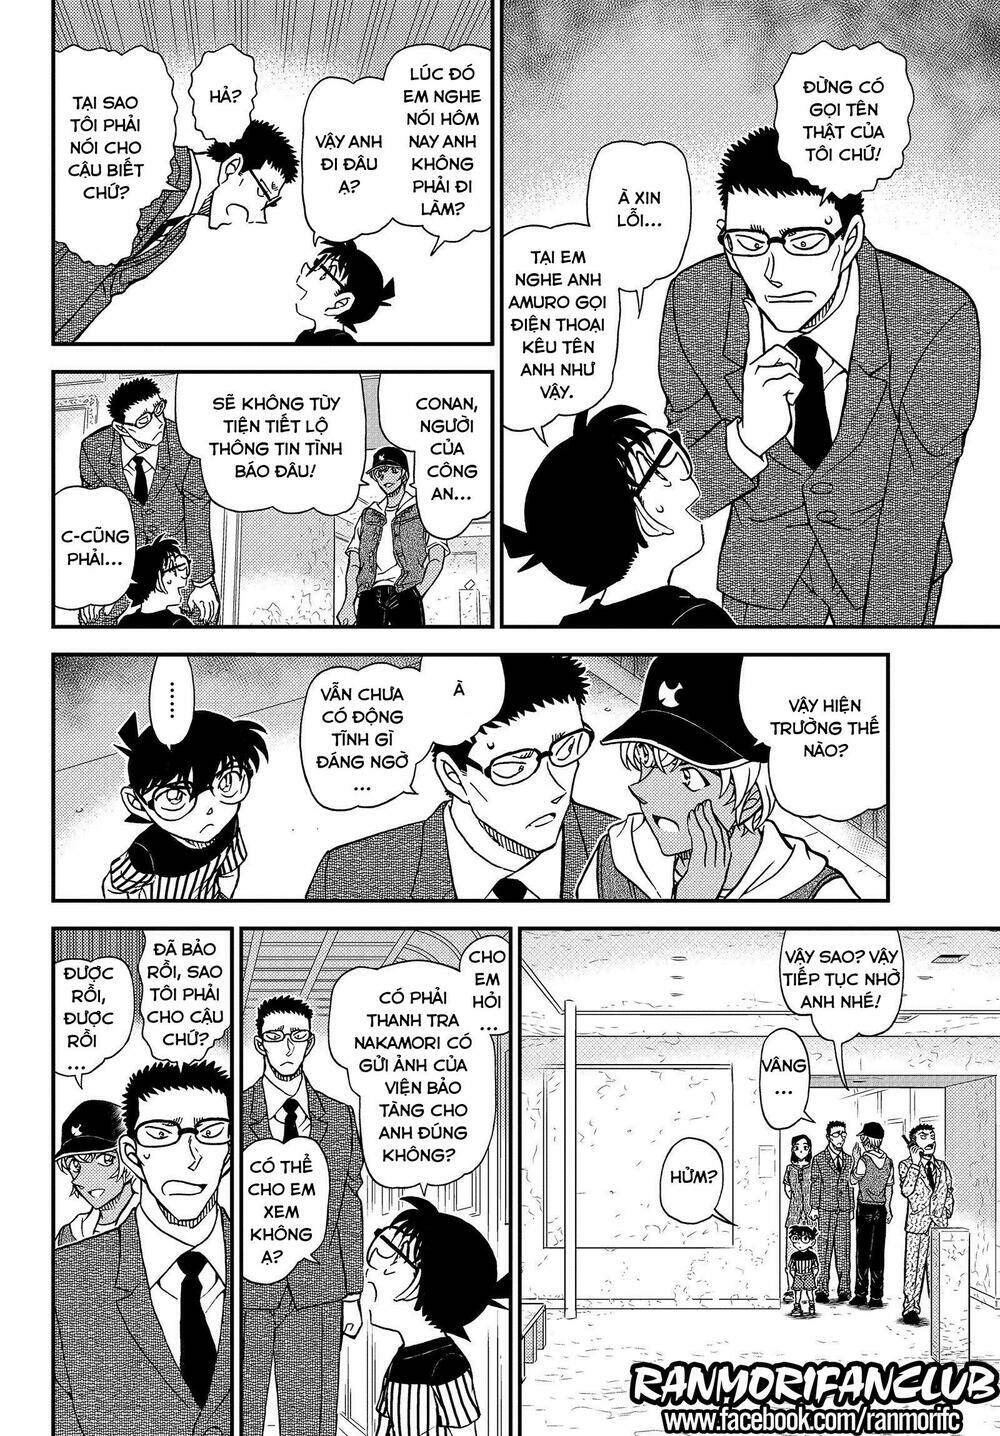 ĐỪNG CÓ
GỌI TÊN
THẬT CỦA
TÔI CHỨ!
À XIN
LỖI...
TẠI EM
NGHE ANH
AMURO GỌI
ĐIỆN THOẠI
KÊU TÊN
ANH NHƯ
VẬY.
LÚC ĐÓ
EM NGHE
NÓI HÔM
NAY ANH
KHÔNG
PHẢI ĐI
LÀM?
VẬY ANH
ĐI ĐÂU
Ạ?
HẢ?
TẠI SAO
TÔI PHẢI
NÓI CHO
CẬU BIẾT
CHỨ?
CONAN,
NGƯỜI
CỦA
CÔNG
AN...
SẼ KHÔNG TÙY
TIỆN TIẾT LỘ
THÔNG TIN TÌNH
BÁO ĐÂU!
C-CŨNG
PHẢI...
VẬY HIỆN
TRƯỜNG THẾ
NÀO?
À
VẪN CHƯA
CÓ ĐỘNG
TĨNH GÌ
ĐÁNG NGỜ
......
VẬY SAO? VẬY
TIẾP TỤC NHỜ
ANH NHÉ!
VÂNG
...
HỬM?
CHO
EM
HỎI
...
CÓ PHẢI
THANH TRA
NAKAMORI CÓ
GỬI ẢNH CỦA
VIỆN BẢO
TÀNG CHO
ANH ĐÚNG
KHÔNG?
CÓ THỂ
CHO EM
XEM
KHÔNG
Ạ?
ĐÃ BẢO
RỒI, SAO
TÔI PHẢI
CHO CẬU
CHỨ?
ĐƯỢC
RỒI,
ĐƯỢC
RỒI
...
RANMORIFANCLUB
www.facebook.com/ranmorifc